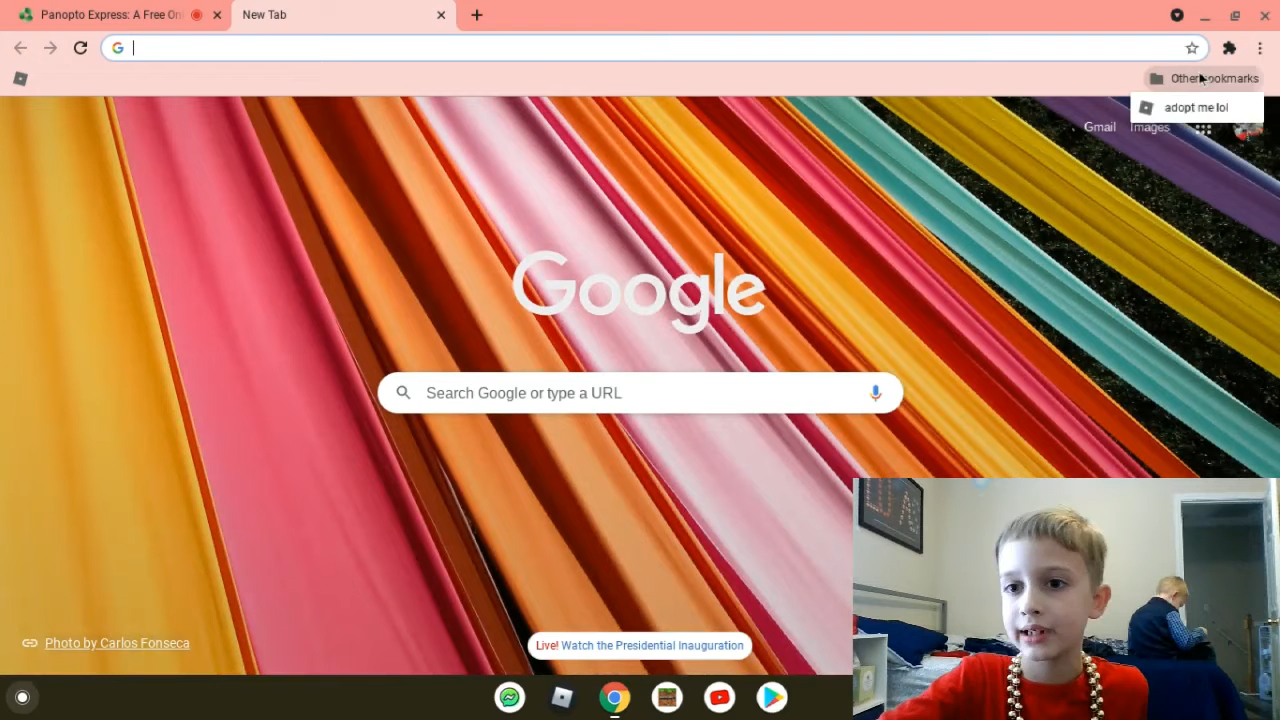 Panopto Express: A Free On
New Tab
Other bookmarks
adopt me lol
Gmail
Images
Google
Search Google or type a URL
Photo by Carlos Fonseca
Live! Watch the Presidential Inauguration